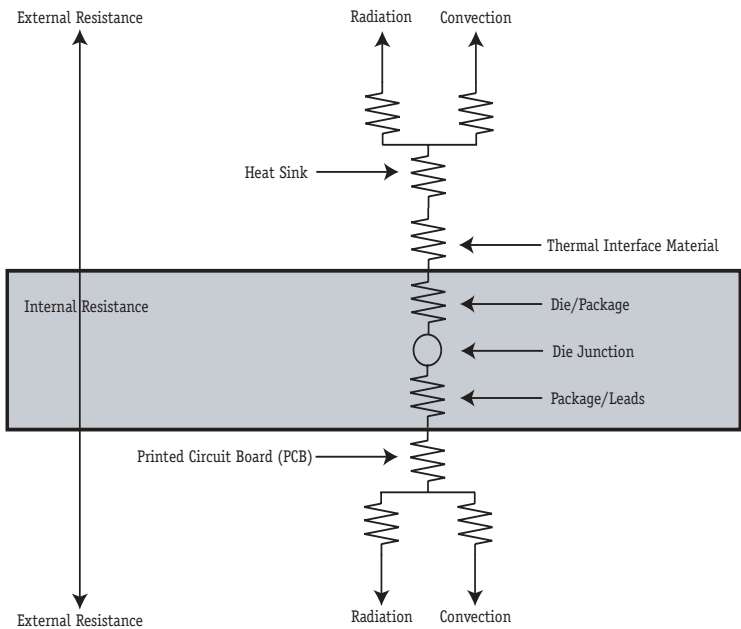 External Resistance
Radiation
Convection
Heat Sink
Thermal Interface Material
Internal Resistance
Die/Package
Die Junction
Package/Leads
Printed Circuit Board (PCB)
External Resistance
Radiation
Convection